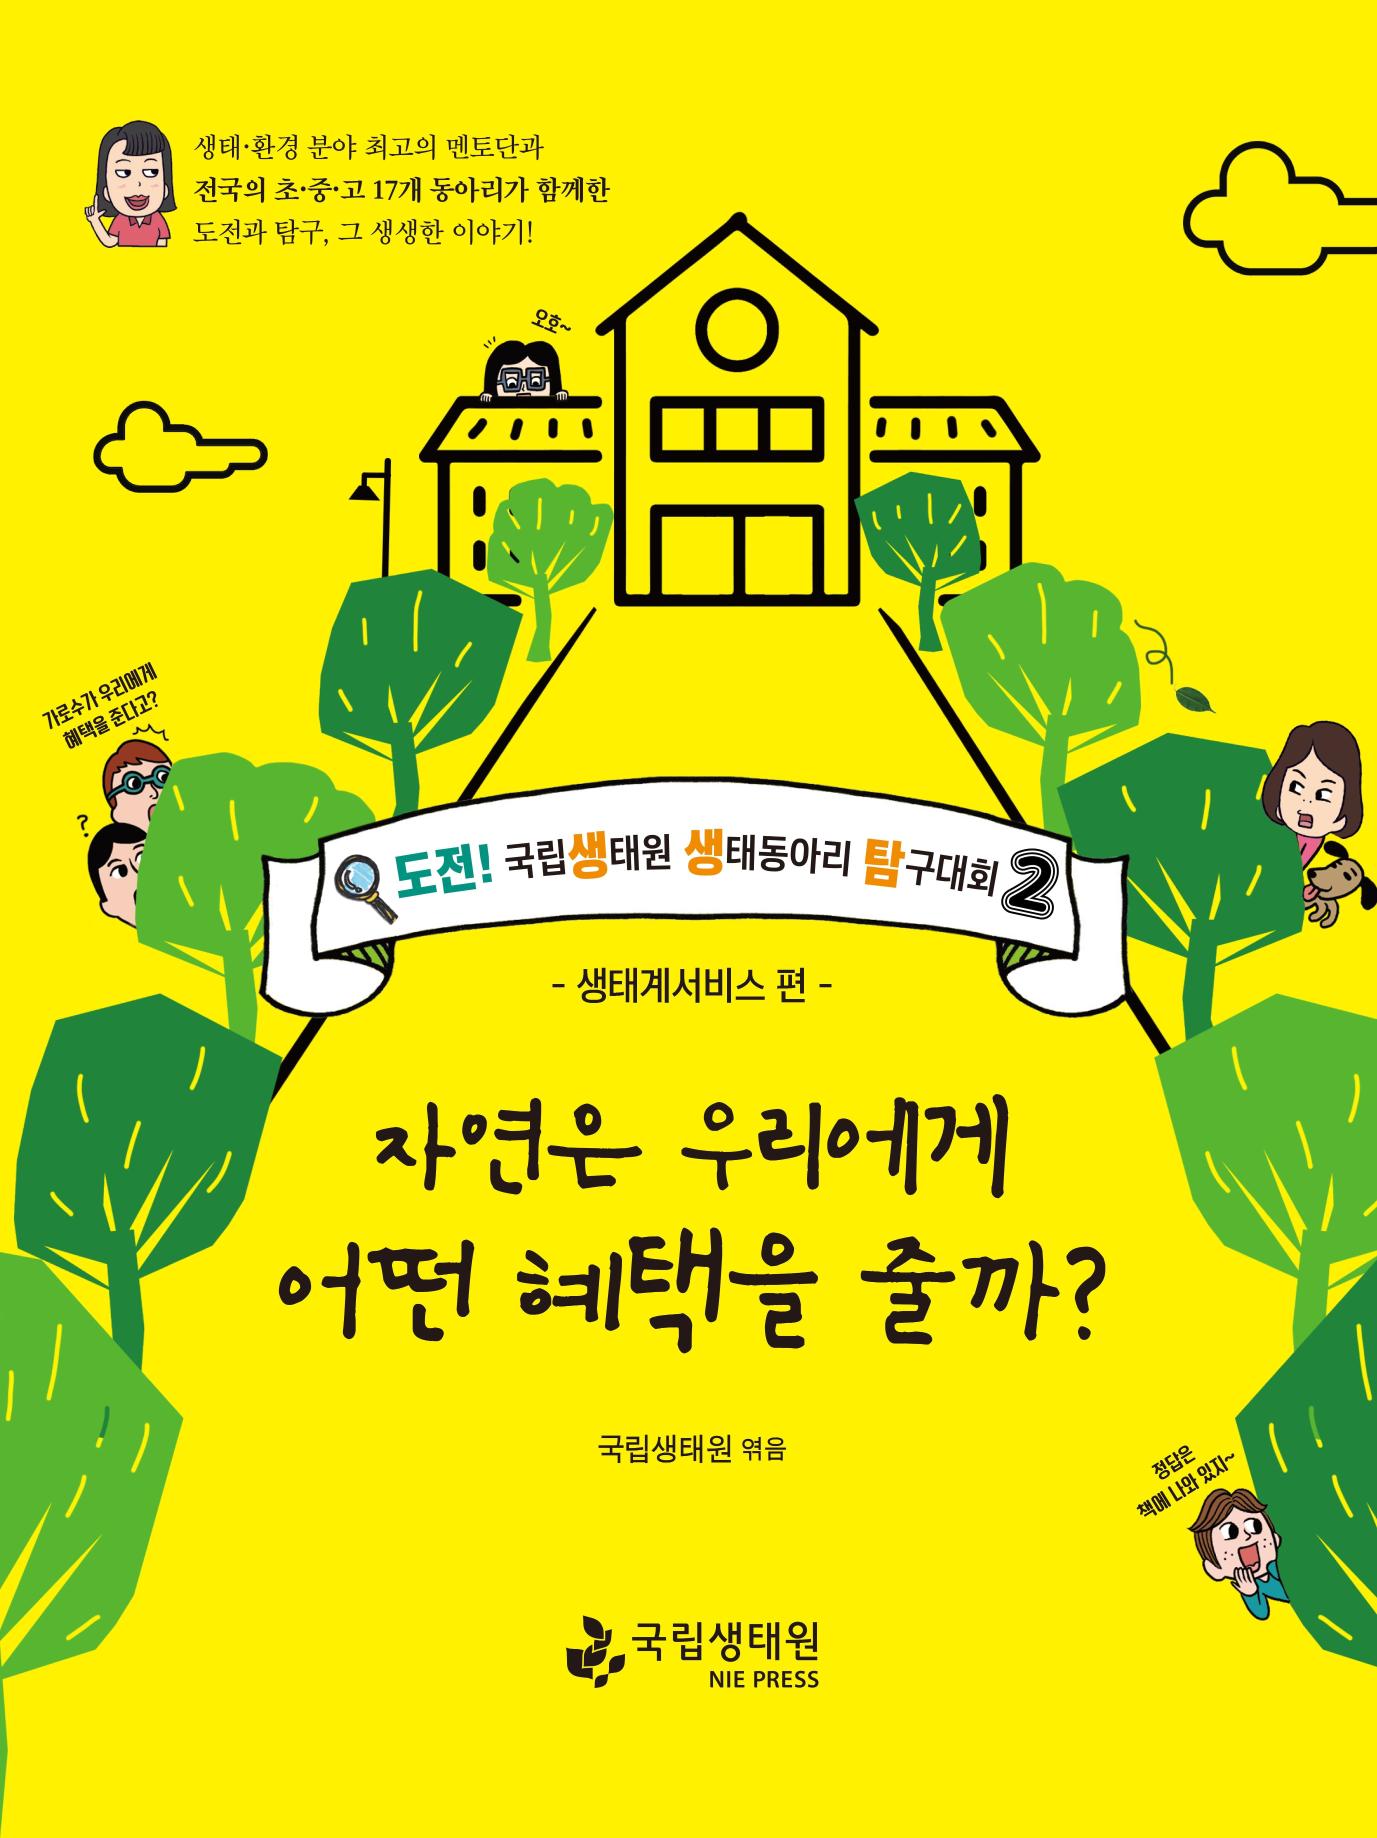 생태·환경 분야 최고의 멘토단과
전국의 초·중·고 17개 동아리가 함께한
도전과 탐구, 그 생생한 이야기!
오호~
가로수가 우리에게
혜택을 준다고?
?
도전! 국립생태원 생태동아리 탐구대회 2
- 생태계서비스 편 -
자연은 우리에게
어떤 혜택을 줄까?
국립생태원 엮음
정답은
책에 나와 있지~
국립생태원
NIE PRESS